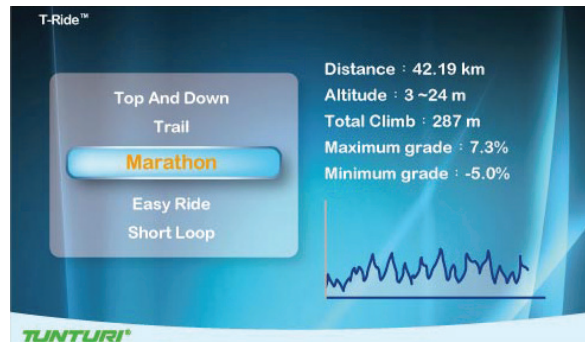 T-Ride™
Top And Down
Trail
Marathon
Easy Ride
Short Loop
Distance : 42.19 km
Altitude : 3 ~24 m
Total Climb : 287 m
Maximum grade : 7.3%
Minimum grade : -5.0%
TUNTURI®